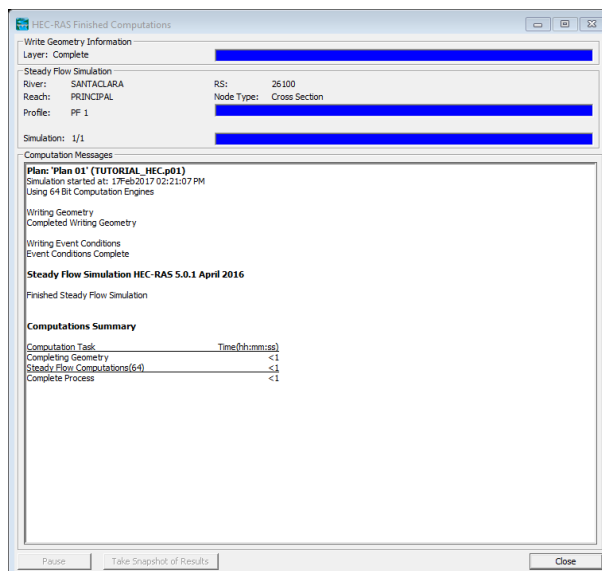 HEC-RAS Finished Computations
Write Geometry Information
Layer: Complete
Steady Flow Simulation
River: SANTACLARA RS: 26100
Reach: PRINCIPAL Node Type: Cross Section
Profile: PF 1
Simulation: 1/1
Computation Messages
Plan: 'Plan 01' (TUTORIAL_HEC.p01)
Simulation started at: 17Feb2017 02:21:07 PM
Using 64 Bit Computation Engines
Writing Geometry
Completed Writing Geometry
Writing Event Conditions
Event Conditions Complete
Steady Flow Simulation HEC-RAS 5.0.1 April 2016
Finished Steady Flow Simulation
Computations Summary
Computation Task Time(hh:mm:ss)
Completing Geometry <1
Steady Flow Computations(64) <1
Complete Process <1
Pause Take Snapshot of Results Close